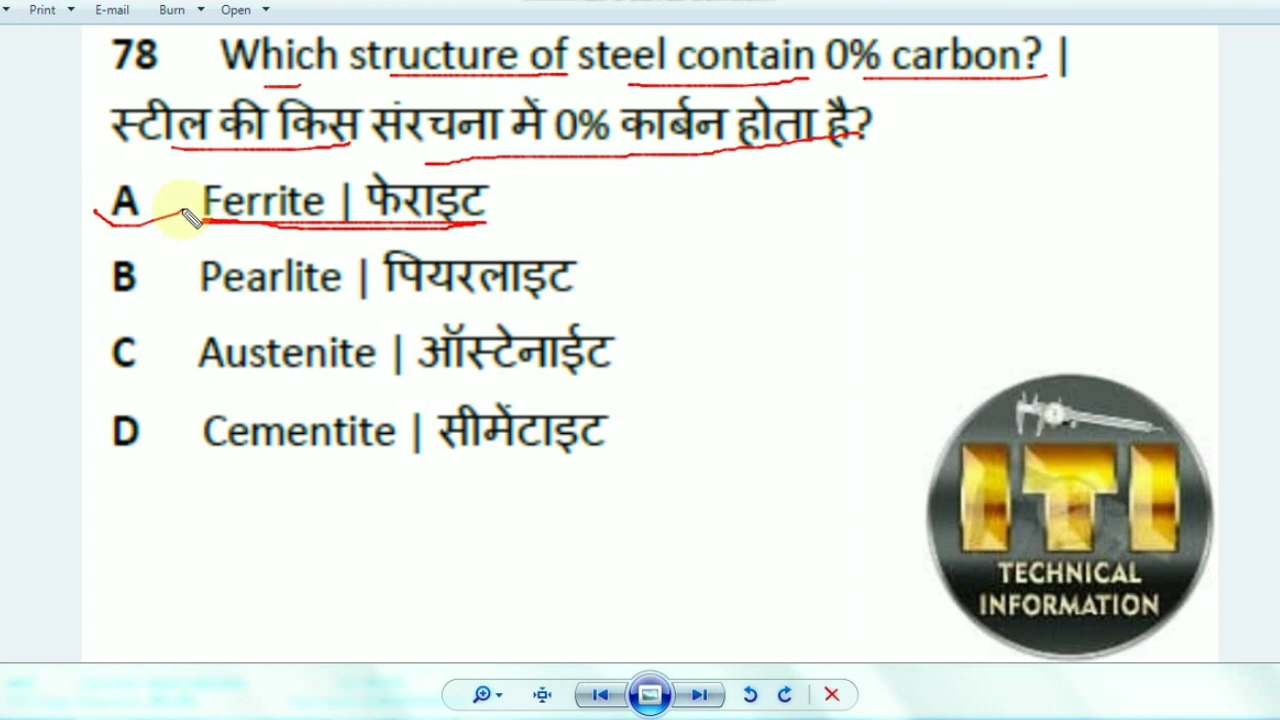 Print E-mail Burn Open
78 Which structure of steel contain 0% carbon? |
स्टील की किस संरचना में 0% कार्बन होता है?
A Ferrite | फेराइट
B Pearlite | पियरलाइट
C Austenite | ऑस्टेनाईट
D Cementite | सीमेंटाइट
ITI
TECHNICAL
INFORMATION